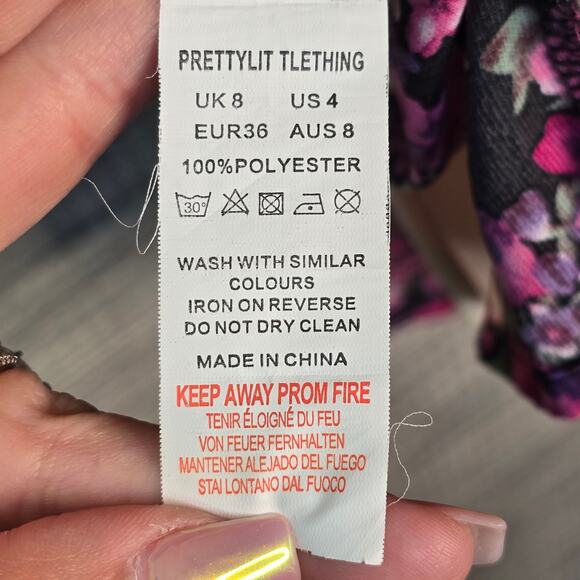 PRETTYLIT TLETHING
UK 8 US 4
EUR36 AUS 8
100%POLYESTER
30°
WASH WITH SIMILAR
COLOURS
IRON ON REVERSE
DO NOT DRY CLEAN
MADE IN CHINA
KEEP AWAY PROM FIRE
TENIR ÉLOIGNÉ DU FEU
VON FEUER FERNHALTEN
MANTENER ALEJADO DEL FUEGO
STAI LONTANO DAL FUOCO